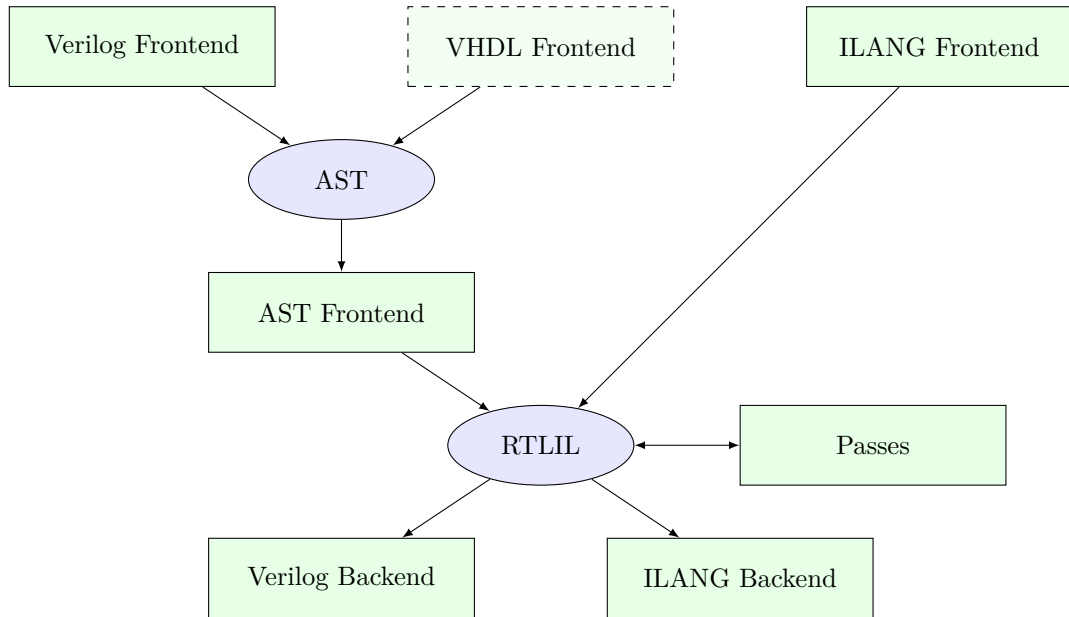 Verilog Frontend
VHDL Frontend
ILANG Frontend
AST
AST Frontend
RTLIL
Passes
Verilog Backend
ILANG Backend